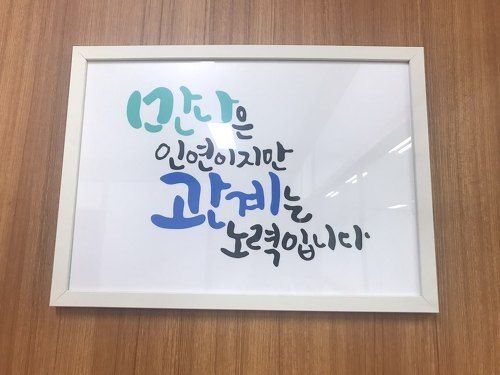 만남은
인연이지만
관계는
노력입니다.